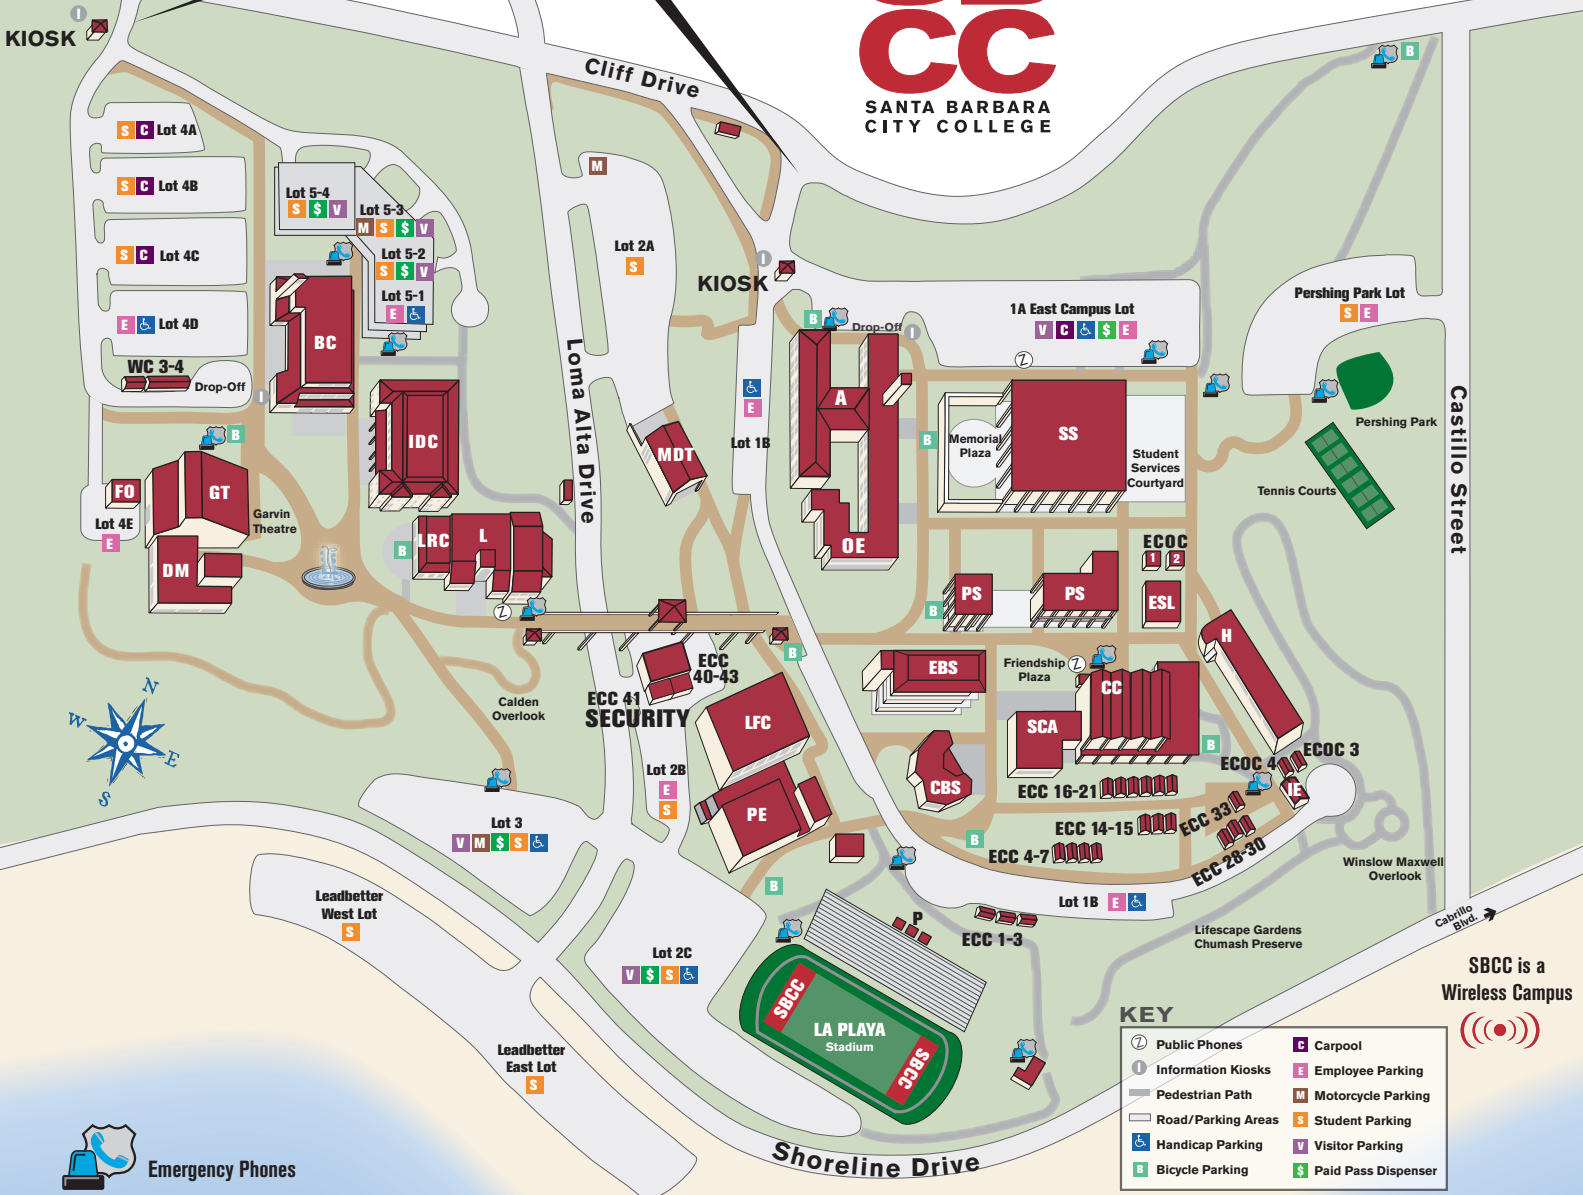 KIOSK
I
CC
SANTA BARBARA
CITY COLLEGE
Cliff Drive
B
S C Lot 4A
S C Lot 4B
S C Lot 4C
E Lot 4D
WC 3-4
Drop-Off
I
Lot 5-4
S $ V
Lot 5-3
M S $ V
Lot 5-2
S $ V
Lot 5-1
E
BC
M
Lot 2A
S
I
KIOSK
Loma Alta Drive
E
Lot 1B
MDT
IDC
B
Drop-Off
I
A
OE
1A East Campus Lot
V C $ E
Z
Pershing Park Lot
S E
Pershing Park
Tennis Courts
Castillo Street
B
Memorial
Plaza
SS
Student
Services
Courtyard
B
FO
GT
Lot 4E
E
Garvin
Theatre
DM
B
LRC
L
Z
ECOC
1 2
ESL
PS
PS
B
H
B
ECC
40-43
ECC 41
SECURITY
Calden
Overlook
N
W
E
S
LFC
EBS
Friendship
Plaza
Z
CC
SCA
B
ECOC 3
ECOC 4
IE
CBS
ECC 16-21
ECC 33
ECC 14-15
ECC 4-7
ECC 28-30
B
Lot 2B
E
S
PE
Lot 3
V M $ S
Winslow Maxwell
Overlook
Leadbetter
West Lot
S
B
Lot 1B E
P
ECC 1-3
Cabrillo
Blvd.
Lifescape Gardens
Chumash Preserve
Lot 2C
V $ S
SBCC
LA PLAYA
Stadium
SBCC
Leadbetter
East Lot
S
SBCC is a
Wireless Campus
Shoreline Drive
Emergency Phones
KEY
Z Public Phones
I Information Kiosks
Pedestrian Path
Road/Parking Areas
Handicap Parking
B Bicycle Parking
C Carpool
E Employee Parking
M Motorcycle Parking
S Student Parking
V Visitor Parking
$ Paid Pass Dispenser